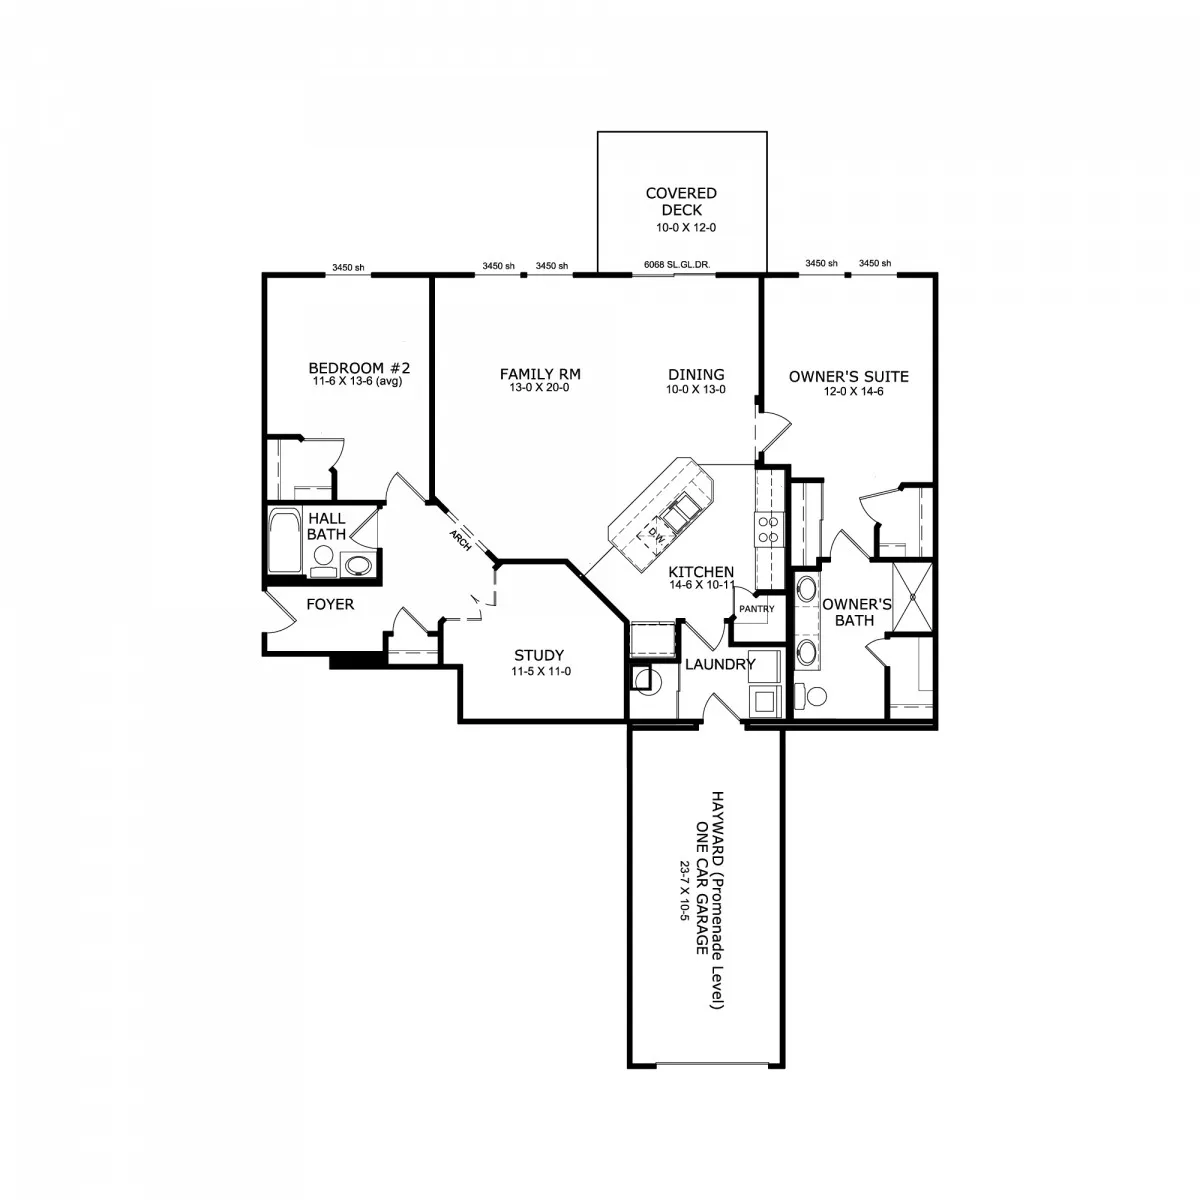 COVERED
DECK
10-0 X 12-0
3450 sh
3450 sh
3450 sh
6068 SL.GL.DR.
3450 sh
3450 sh
BEDROOM #2
11-6 X 13-6 (avg)
FAMILY RM
13-0 X 20-0
DINING
10-0 X 13-0
OWNER'S SUITE
12-0 X 14-6
HALL
BATH
ARCH
D.W.
KITCHEN
14-6 X 10-11
FOYER
PANTRY
OWNER'S
BATH
STUDY
11-5 X 11-0
LAUNDRY
HAYWARD (Promenade Level)
ONE CAR GARAGE
23-7 X 10-5